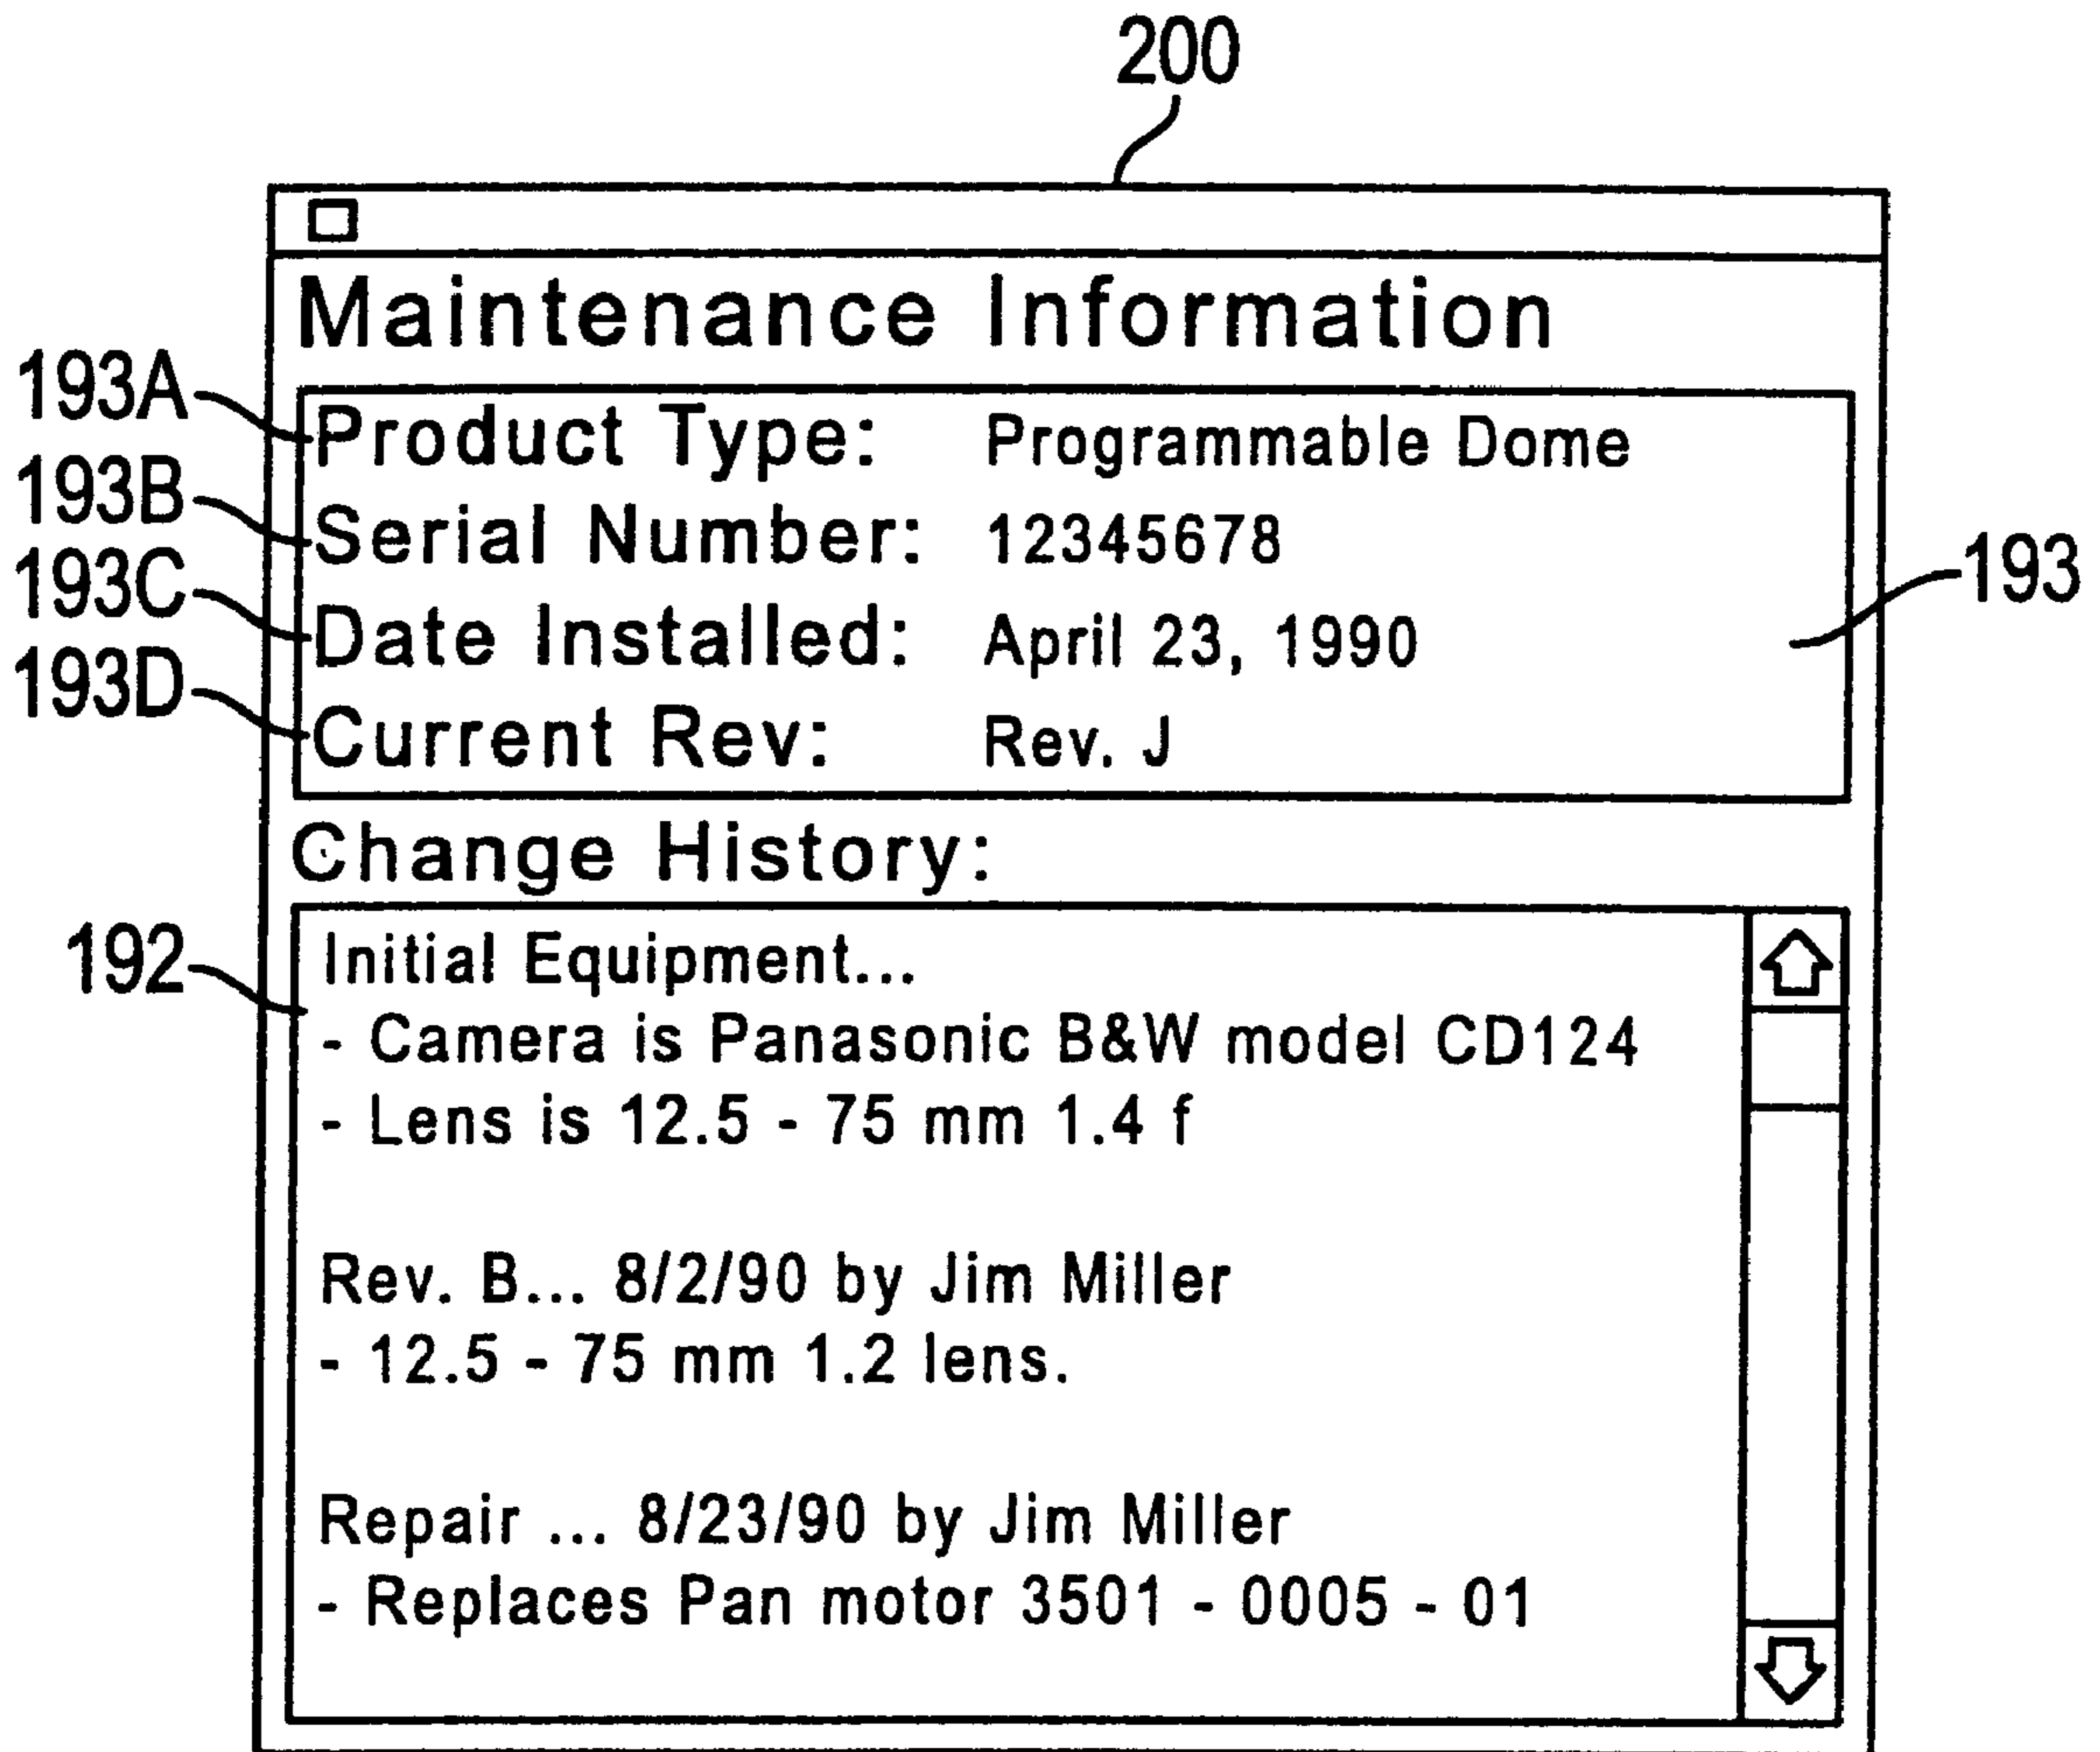 200
Maintenance Information
193A
Product Type: Programmable Dome
193B
Serial Number: 12345678
193C
Date Installed: April 23, 1990
193
193D
Current Rev: Rev. J
Change History:
192
Initial Equipment...
- Camera is Panasonic B&W model CD124
- Lens is 12.5 - 75 mm 1.4 f
Rev. B... 8/2/90 by Jim Miller
- 12.5 - 75 mm 1.2 lens.
Repair ... 8/23/90 by Jim Miller
- Replaces Pan motor 3501 - 0005 - 01